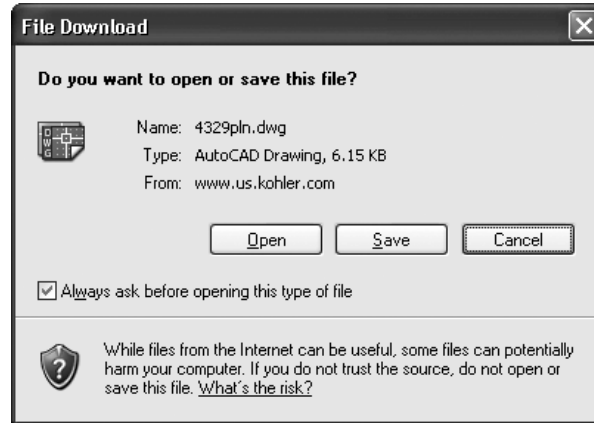 File Download
Do you want to open or save this file?
DWG
Name: 4329pln.dwg
Type: AutoCAD Drawing, 6.15 KB
From: www.us.kohler.com
Open Save Cancel
Always ask before opening this type of file
While files from the Internet can be useful, some files can potentially
harm your computer. If you do not trust the source, do not open or
save this file. What's the risk?